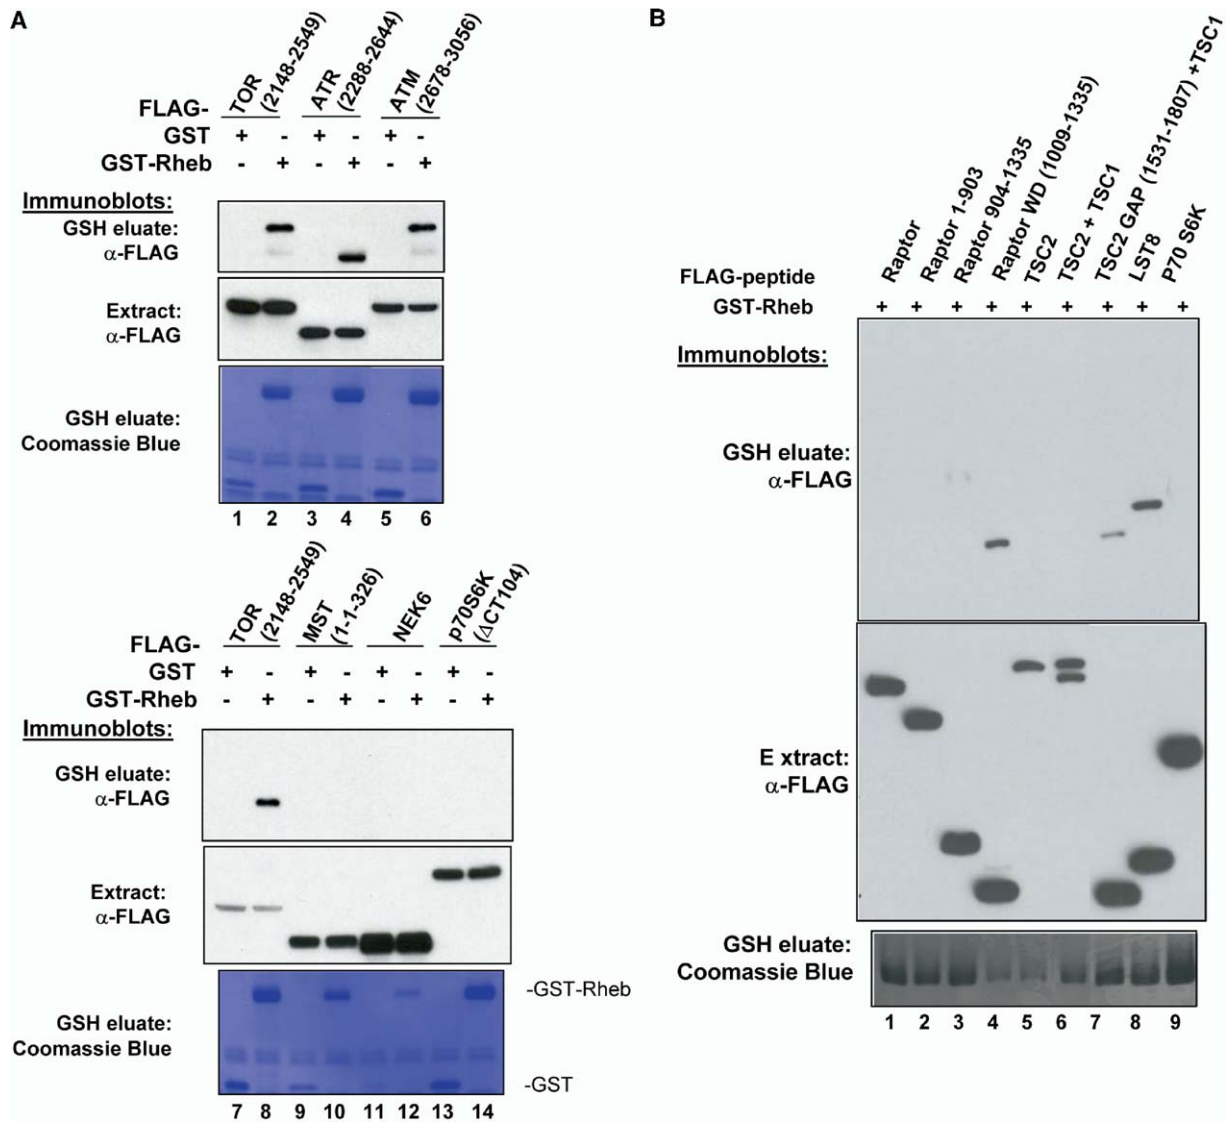 A
TOR
(2148-2549)
ATR
(2288-2644)
ATM
(2678-3056)
FLAG-
GST + - + - + -
GST-Rheb - + - + - +
Immunoblots:
GSH eluate:
α-FLAG
Extract:
α-FLAG
GSH eluate:
Coomassie Blue
1 2 3 4 5 6
TOR
(2148-2549)
MST
(1-1-326)
NEK6
p70S6K
(ΔCT104)
FLAG-
GST + - + - + - + -
GST-Rheb - + - + - + - +
Immunoblots:
GSH eluate:
α-FLAG
Extract:
α-FLAG
GSH eluate:
Coomassie Blue
-GST-Rheb
-GST
7 8 9 10 11 12 13 14
B
Raptor
Raptor 1-903
Raptor 904-1335
Raptor WD (1009-1335)
TSC2
TSC2 + TSC1
TSC2 GAP (1531-1807) +TSC1
LST8
P70 S6K
FLAG-peptide
GST-Rheb + + + + + + + + +
Immunoblots:
GSH eluate:
α-FLAG
E xtract:
α-FLAG
GSH eluate:
Coomassie Blue
1 2 3 4 5 6 7 8 9